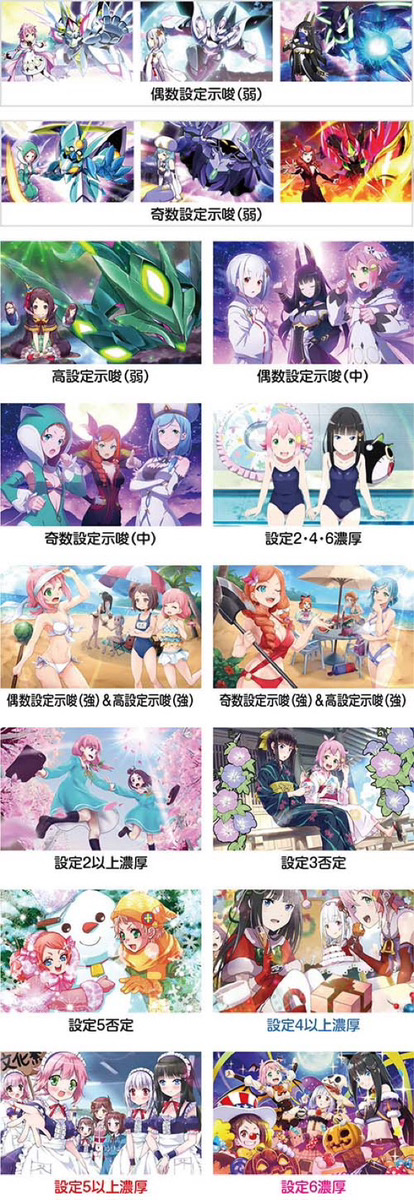 偶数設定示唆(弱)
奇数設定示唆(弱)
高設定示唆(弱)
偶数設定示唆(中)
奇数設定示唆(中)
設定2・4・6濃厚
偶数設定示唆(強)&高設定示唆(強)
奇数設定示唆(強)&高設定示唆(強)
設定2以上濃厚
設定3否定
設定5否定
設定4以上濃厚
文化
設定5以上濃厚
設定6濃厚